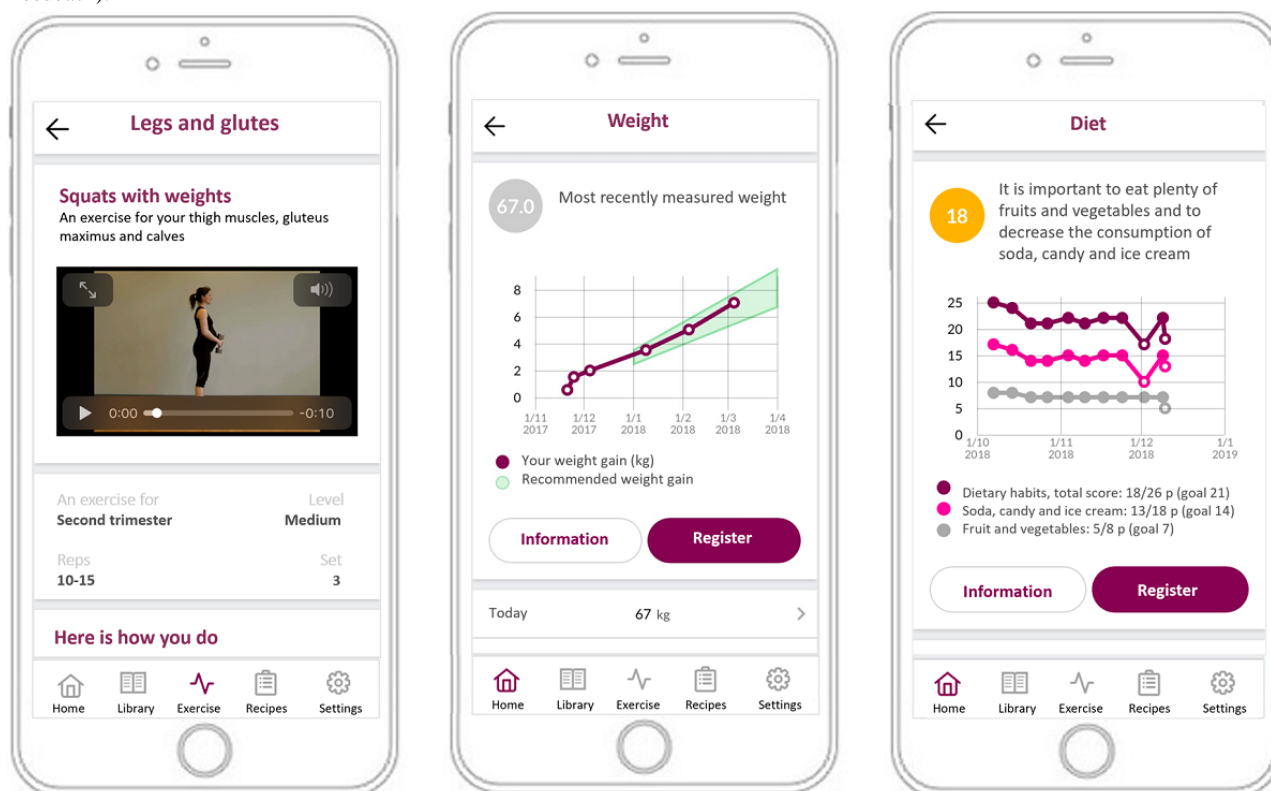 Legs and glutes
Squats with weights
An exercise for your thigh muscles, gluteus
maximus and calves
0:00
-0:10
An exercise for
Level
Second trimester
Medium
Reps
Set
10-15
3
Here is how you do
Home
Library
Exercise
Recipes
Settings
Weight
67.0
Most recently measured weight
8
6
4
2
0
1/11
2017
1/12
2017
1/1
2018
1/2
2018
1/3
2018
1/4
2018
Your weight gain (kg)
Recommended weight gain
Information
Register
Today
67 kg
Home
Library
Exercise
Recipes
Settings
Diet
18
It is important to eat plenty of
fruits and vegetables and to
decrease the consumption of
soda, candy and ice cream
25
20
15
10
5
0
1/10
2018
1/11
2018
1/12
2018
1/1
2019
Dietary habits, total score: 18/26 p (goal 21)
Soda, candy and ice cream: 13/18 p (goal 14)
Fruit and vegetables: 5/8 p (goal 7)
Information
Register
Home
Library
Exercise
Recipes
Settings